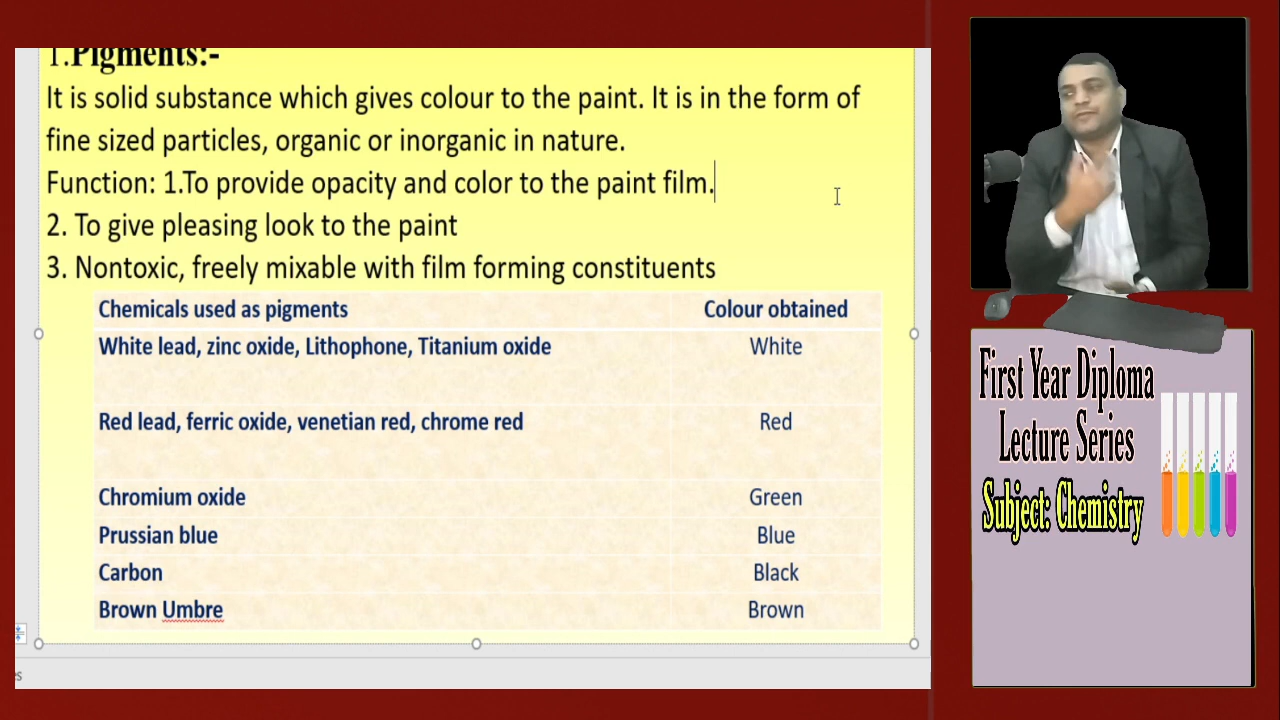 1.Pigments:-
It is solid substance which gives colour to the paint. It is in the form of
fine sized particles, organic or inorganic in nature.
Function: 1.To provide opacity and color to the paint film.
2. To give pleasing look to the paint
3. Nontoxic, freely mixable with film forming constituents
Chemicals used as pigments Colour obtained
White lead, zinc oxide, Lithophone, Titanium oxide White
Red lead, ferric oxide, venetian red, chrome red Red
Chromium oxide Green
Prussian blue Blue
Carbon Black
Brown Umbre Brown
es
First Year Diploma
Lecture Series
Subject: Chemistry